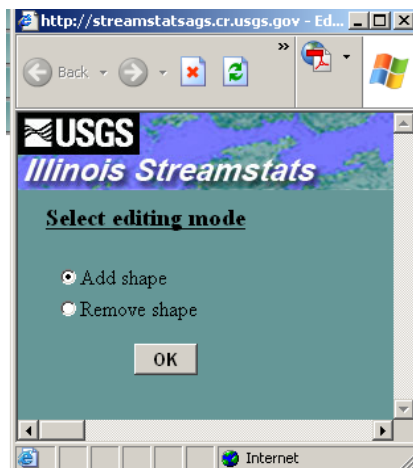 http://streamstatsags.cr.usgs.gov - Ed...
Back
USGS
Illinois Streamstats
Select editing mode
Add shape
Remove shape
OK
Internet